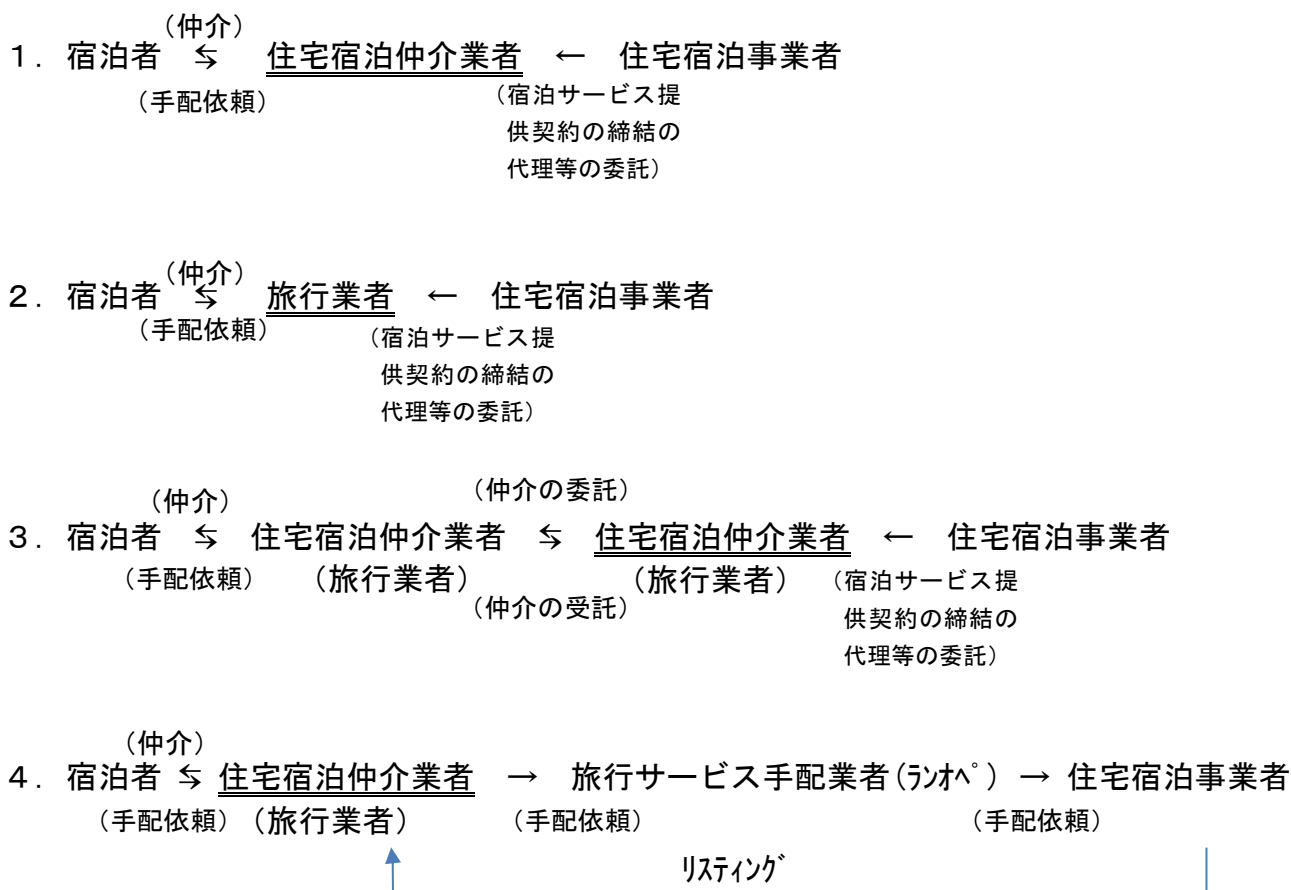 （仲介）
１．宿泊者 ⇆ 住宅宿泊仲介業者 ← 住宅宿泊事業者
（手配依頼） （宿泊サービス提
供契約の締結の
代理等の委託）
（仲介）
２．宿泊者 ⇆ 旅行業者 ← 住宅宿泊事業者
（手配依頼） （宿泊サービス提
供契約の締結の
代理等の委託）
（仲介） （仲介の委託）
３．宿泊者 ⇆ 住宅宿泊仲介業者 ⇆ 住宅宿泊仲介業者 ← 住宅宿泊事業者
（手配依頼） （旅行業者） （旅行業者） （宿泊サービス提
（仲介の受託） 供契約の締結の
代理等の委託）
（仲介）
４．宿泊者 ⇆ 住宅宿泊仲介業者 → 旅行サービス手配業者(ﾗﾝｵﾍﾟ) → 住宅宿泊事業者
（手配依頼）（旅行業者） （手配依頼） （手配依頼）
ﾘｽﾃｨﾝｸﾞ